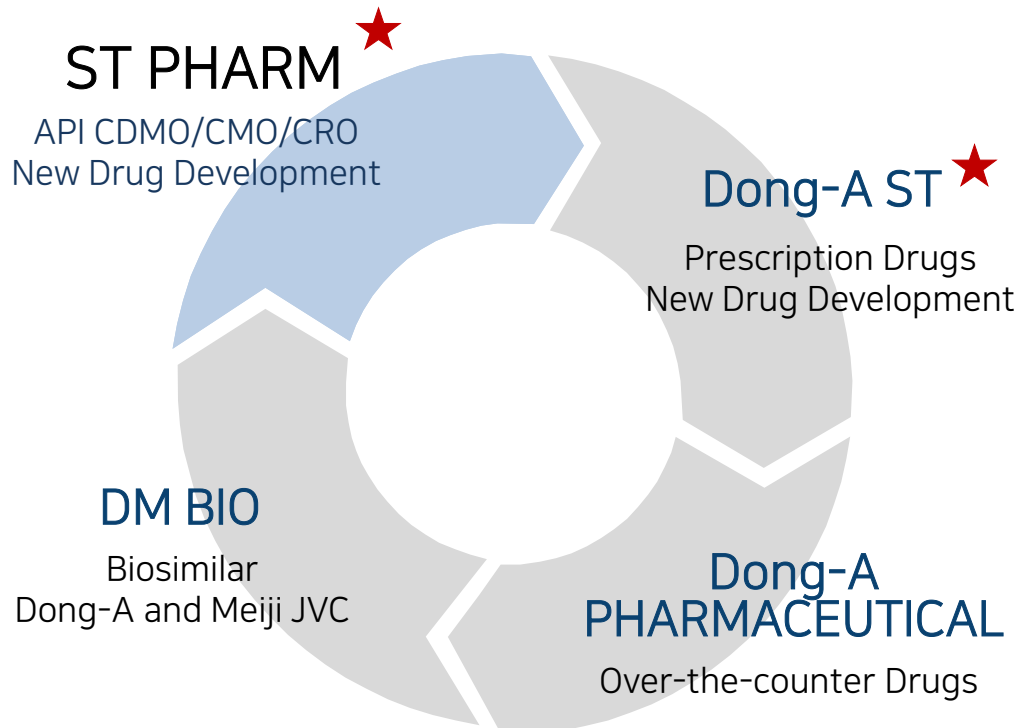 ST PHARM
API CDMO/CMO/CRO
New Drug Development
Dong-A ST
Prescription Drugs
New Drug Development
DM BIO
Biosimilar
Dong-A and Meiji JVC
Dong-A
PHARMACEUTICAL
Over-the-counter Drugs